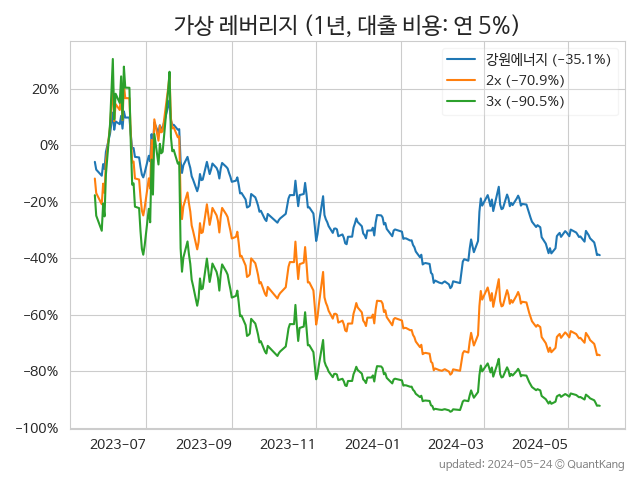 가상 레버리지 (1년, 대출 비용: 연 5%)
강원에너지 (−35.1%)
2x (−70.9%)
3x (−90.5%)
20%
0%
−20%
−40%
−60%
−80%
−100%
2023-07 2023-09 2023-11 2024-01 2024-03 2024-05
updated: 2024-05-24 © QuantKang